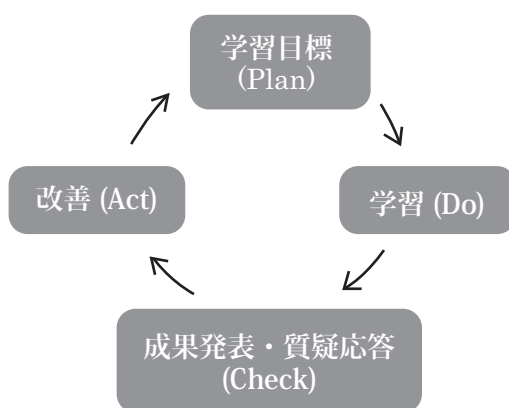 学習目標
(Plan)
改善 (Act)
学習 (Do)
成果発表・質疑応答
(Check)